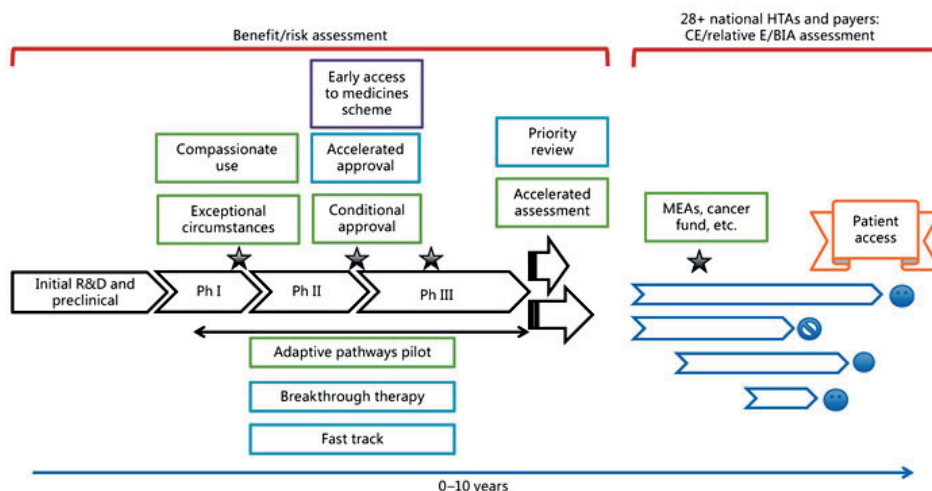 Benefit/risk assessment
28+ national HTAs and payers:
CE/relative E/BIA assessment
Early access
to medicines
scheme
Compassionate
use
Accelerated
approval
Priority
review
Exceptional
circumstances
Conditional
approval
Accelerated
assessment
MEAs, cancer
fund, etc.
Patient
access
Initial R&D and
preclinical
Ph I
Ph II
Ph III
Adaptive pathways pilot
Breakthrough therapy
Fast track
0–10 years